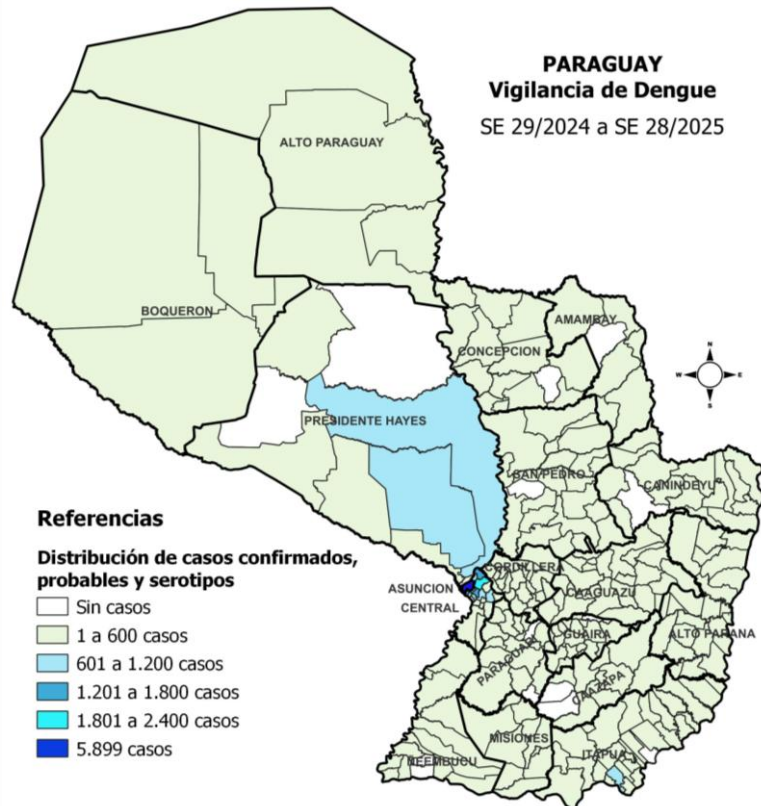 PARAGUAY
Vigilancia de Dengue
SE 29/2024 a SE 28/2025
ALTO PARAGUAY
BOQUERON
AMAMBAY
CONCEPCION
N
W E
S
PRESIDENTE HAYES
SAN PEDRO
CANINDEYU
CORDILLERA
ASUNCION
CENTRAL
CAAGUAZU
GUAIRA
ALTO PARANA
PARAGUARI
CAAZAPA
MISIONES
ITAPUA
ÑEEMBUCU
Referencias
Distribución de casos confirmados,
probables y serotipos
Sin casos
1 a 600 casos
601 a 1.200 casos
1.201 a 1.800 casos
1.801 a 2.400 casos
5.899 casos